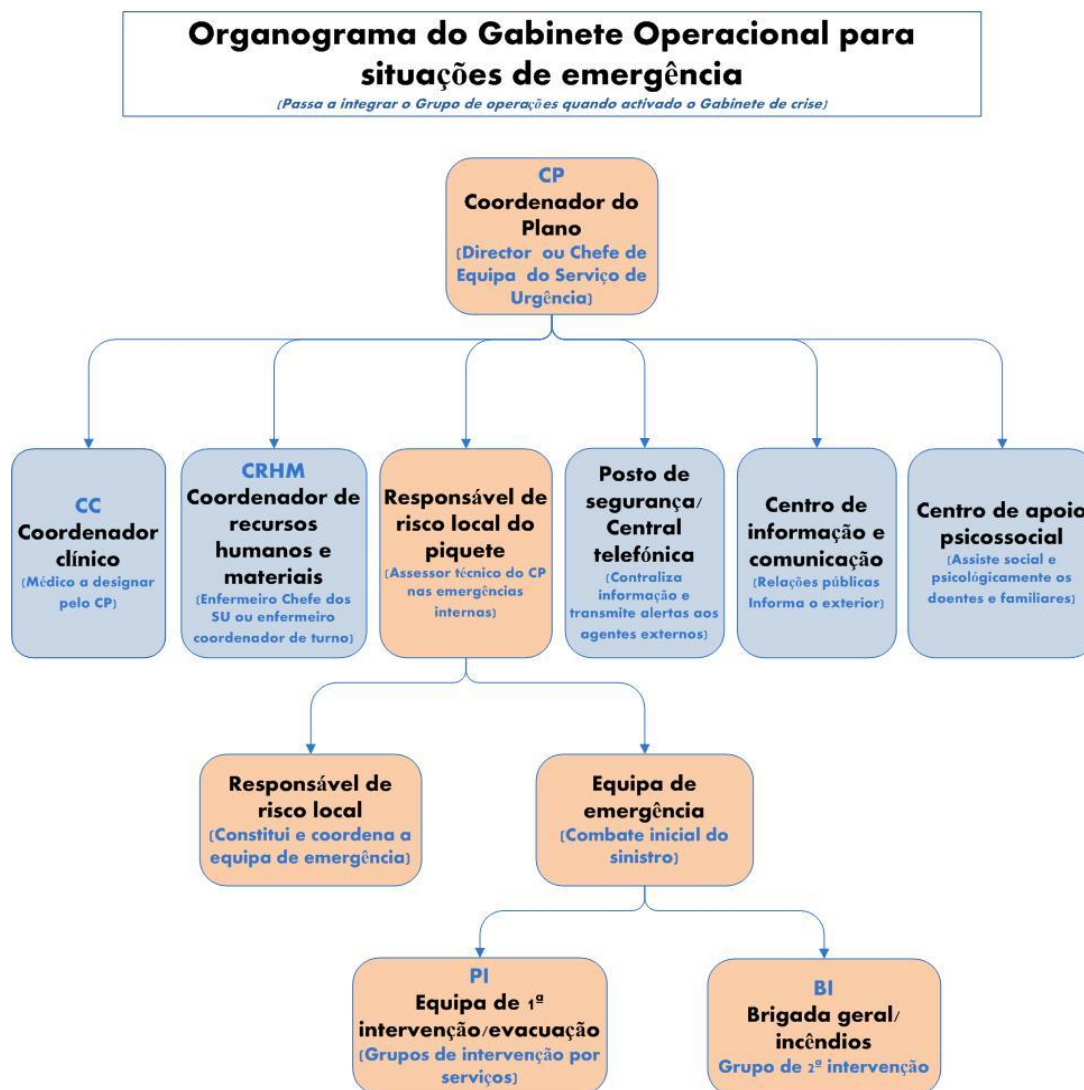 Organograma do Gabinete Operacional para
situações de emergência
(Passa a integrar o Grupo de operações quando activado o Gabinete de crise)
CP
Coordenador do
Plano
(Director ou Chefe de
Equipa do Serviço de
Urgência)
CC
Coordenador
clínico
(Médico a designar
pelo CP)
CRHM
Coordenador de
recursos
humanos e
materiais
(Enfermeiro Chefe dos
SU ou enfermeiro
coordenador de turno)
Responsável de
risco local do
piquete
(Assessor técnico do CP
nas emergências
internas)
Posto de
segurança/
Central
telefónica
(Contraliza
informação e
transmite alertas aos
agentes externos)
Centro de
informação e
comunicação
(Relações públicas
Informa o exterior)
Centro de apoio
psicossocial
(Assiste social e
psicológicamente os
doentes e familiares)
Responsável de
risco local
(Constitui e coordena a
equipa de emergência)
Equipa de
emergência
(Combate inicial do
sinistro)
PI
Equipa de 1ª
intervenção/evacuação
(Grupos de intervenção por
serviços)
BI
Brigada geral/
incêndios
Grupo de 2ª intervenção